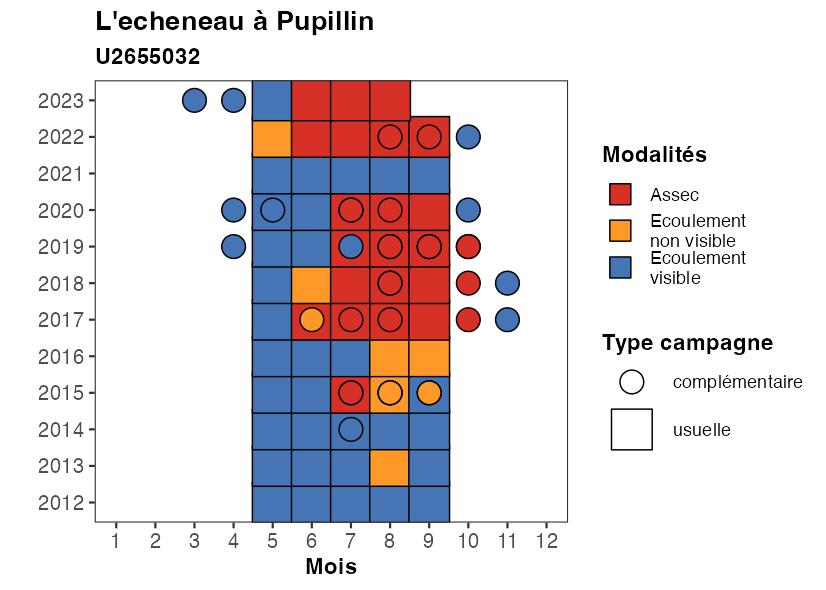 L'echeneau à Pupillin
U2655032
2023
2022
2021
2020
2019
2018
2017
2016
2015
2014
2013
2012
1 2 3 4 5 6 7 8 9 10 11 12
Mois
Modalités
Assec
Ecoulement
non visible
Ecoulement
visible
Type campagne
complémentaire
usuelle